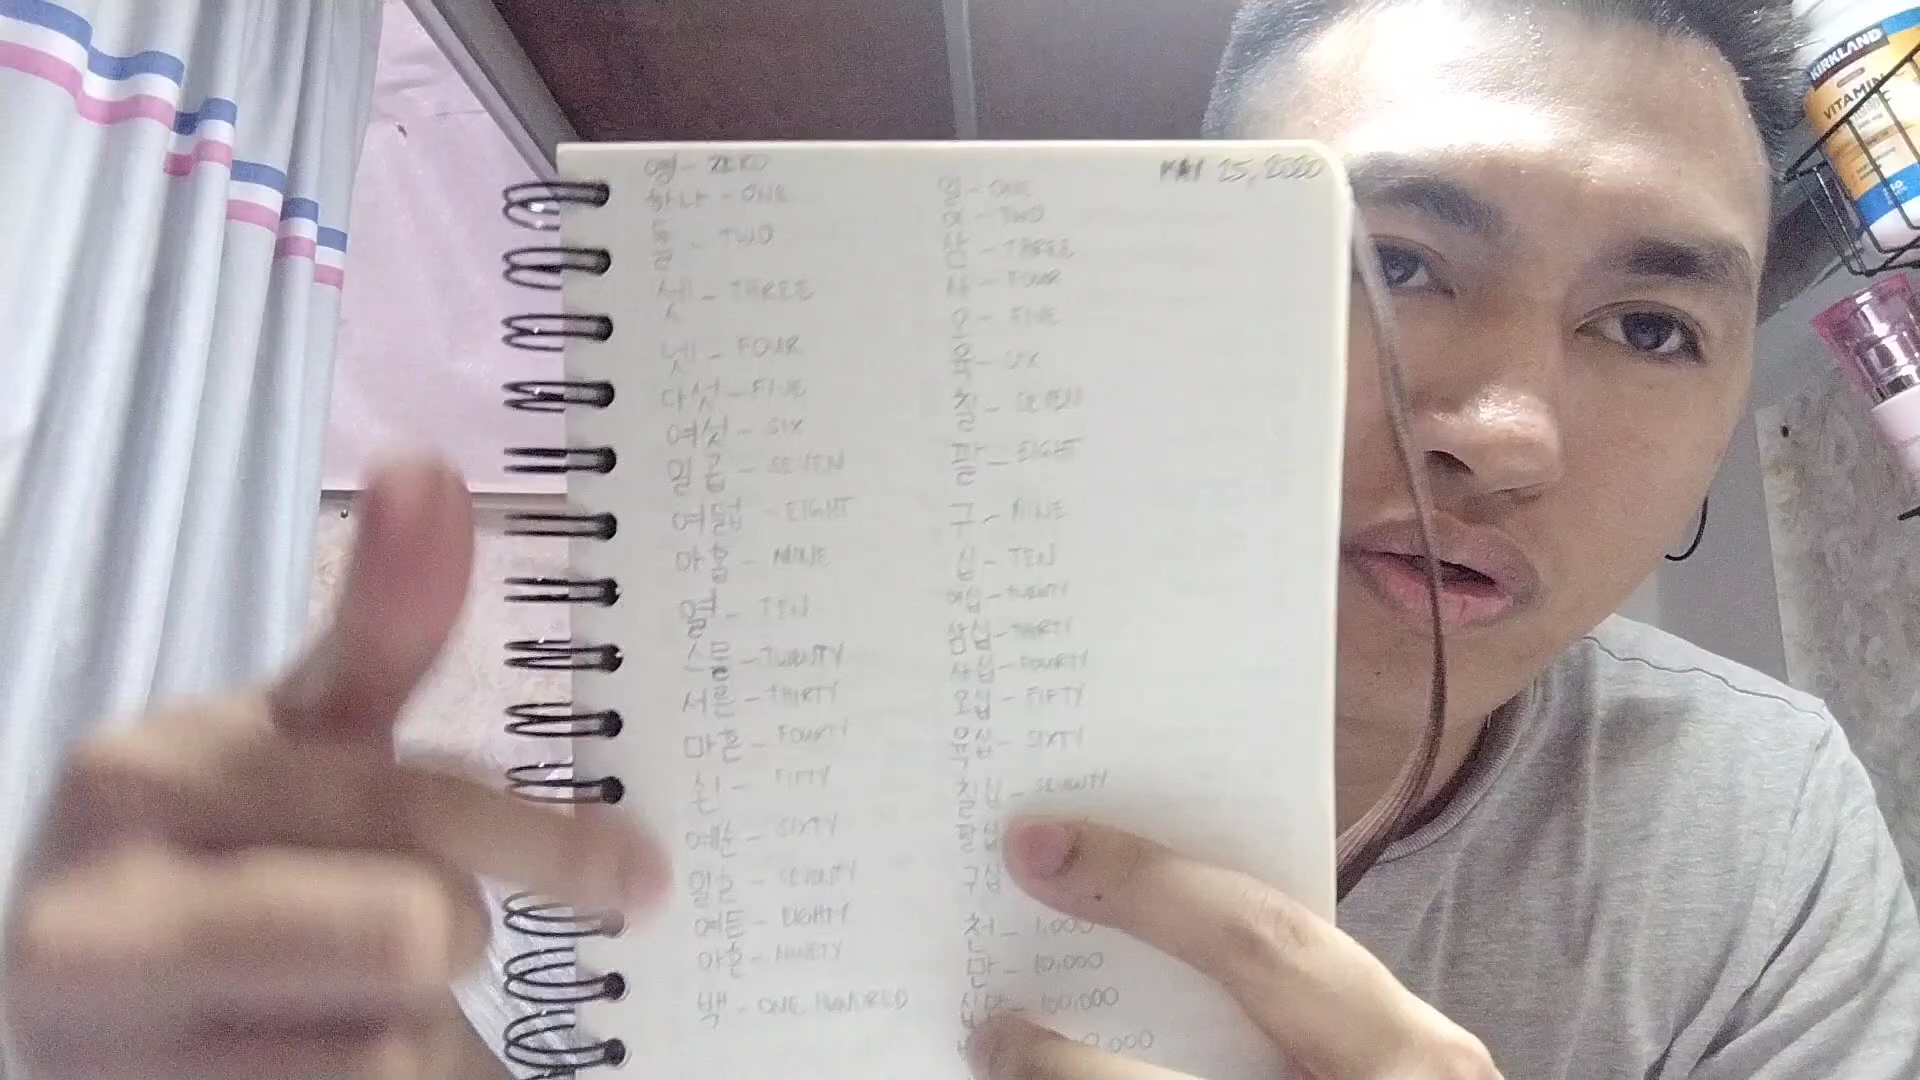 영 - ZERO
하나 - ONE
둘 - TWO
셋 - THREE
넷 - FOUR
다섯 - FIVE
여섯 - SIX
일곱 - SEVEN
여덟 - EIGHT
아홉 - NINE
열 - TEN
스물 - TWENTY
서른 - THIRTY
마흔 - FOURTY
쉰 - FIFTY
예순 - SIXTY
일흔 - SEVENTY
여든 - EIGHTY
아흔 - NINETY
백 - ONE HUNDRED
MAY 25, 2020
일 - ONE
이 - TWO
삼 - THREE
사 - FOUR
오 - FIVE
육 - SIX
칠 - SEVEN
팔 - EIGHT
구 - NINE
십 - TEN
이십 - TWENTY
삼십 - THIRTY
사십 - FOURTY
오십 - FIFTY
육십 - SIXTY
칠십 - SEVENTY
팔십
구십
천 - 1,000
만 - 10,000
십만 - 100,000
KIRKLAND
VITAMIN